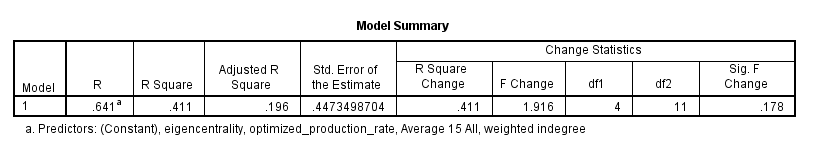 Model Summary
Change Statistics
Model R R Square Adjusted R Square Std. Error of the Estimate R Square Change F Change df1 df2 Sig. F Change
1 .641a .411 .196 .4473498704 .411 1.916 4 11 .178
a. Predictors: (Constant), eigencentrality, optimized_production_rate, Average 15 All, weighted indegree